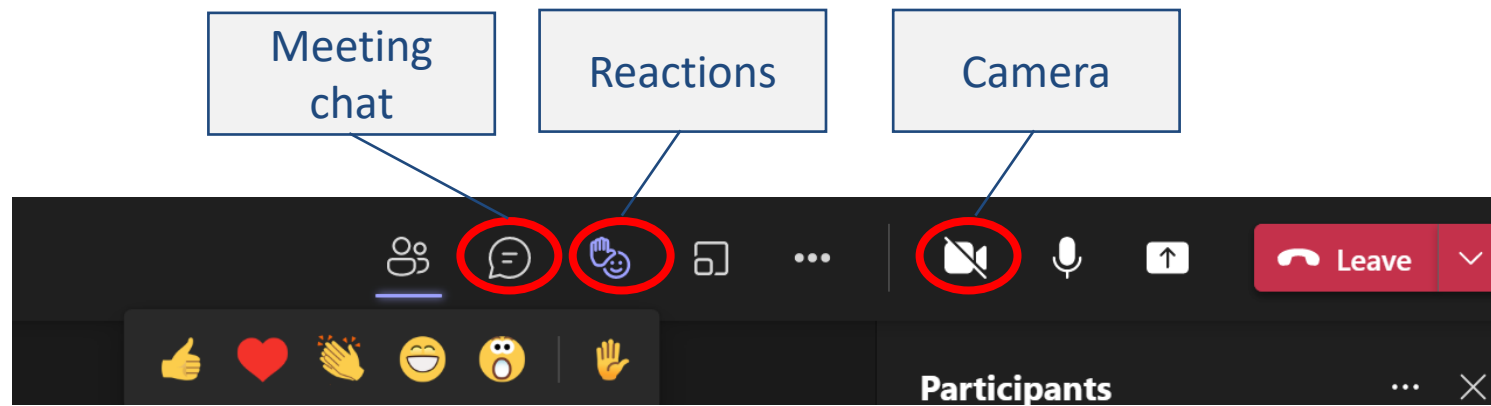 Meeting
chat
Reactions
Camera
Leave
Participants